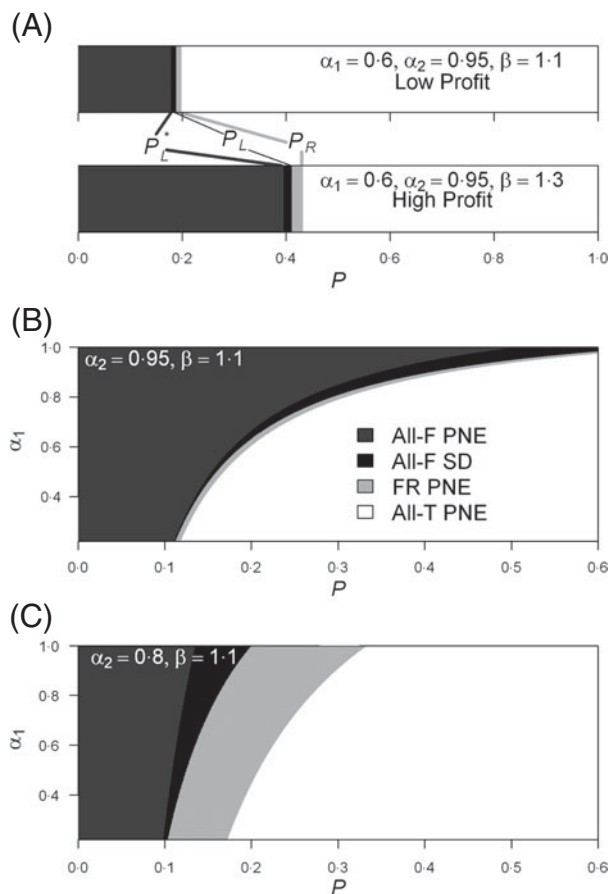 (A)
α₁ = 0·6, α₂ = 0·95, β = 1·1
Low Profit
P*L PL PR
α₁ = 0·6, α₂ = 0·95, β = 1·3
High Profit
0·0 0·2 0·4 0·6 0·8 1·0
P
(B)
α₂ = 0·95, β = 1·1
1·0
0·8
0·6
0·4
α₁
All-F PNE
All-F SD
FR PNE
All-T PNE
0·0 0·1 0·2 0·3 0·4 0·5 0·6
P
(C)
α₂ = 0·8, β = 1·1
1·0
0·8
0·6
0·4
α₁
0·0 0·1 0·2 0·3 0·4 0·5 0·6
P